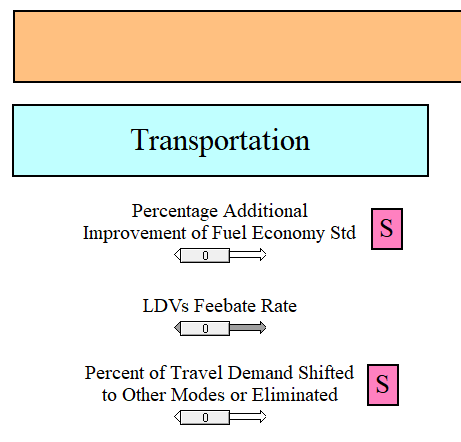 Transportation
Percentage Additional
Improvement of Fuel Economy Std
S
0
LDVs Feebate Rate
0
Percent of Travel Demand Shifted
to Other Modes or Eliminated
S
0